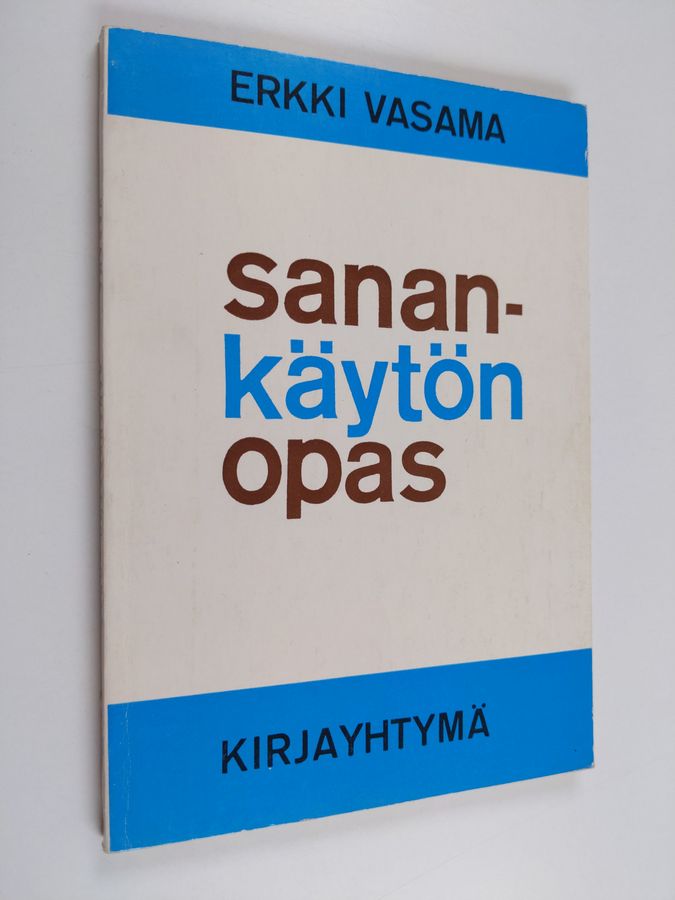 ERKKI VASAMA
sanan-
käytön
opas
KIRJAYHTYMÄ